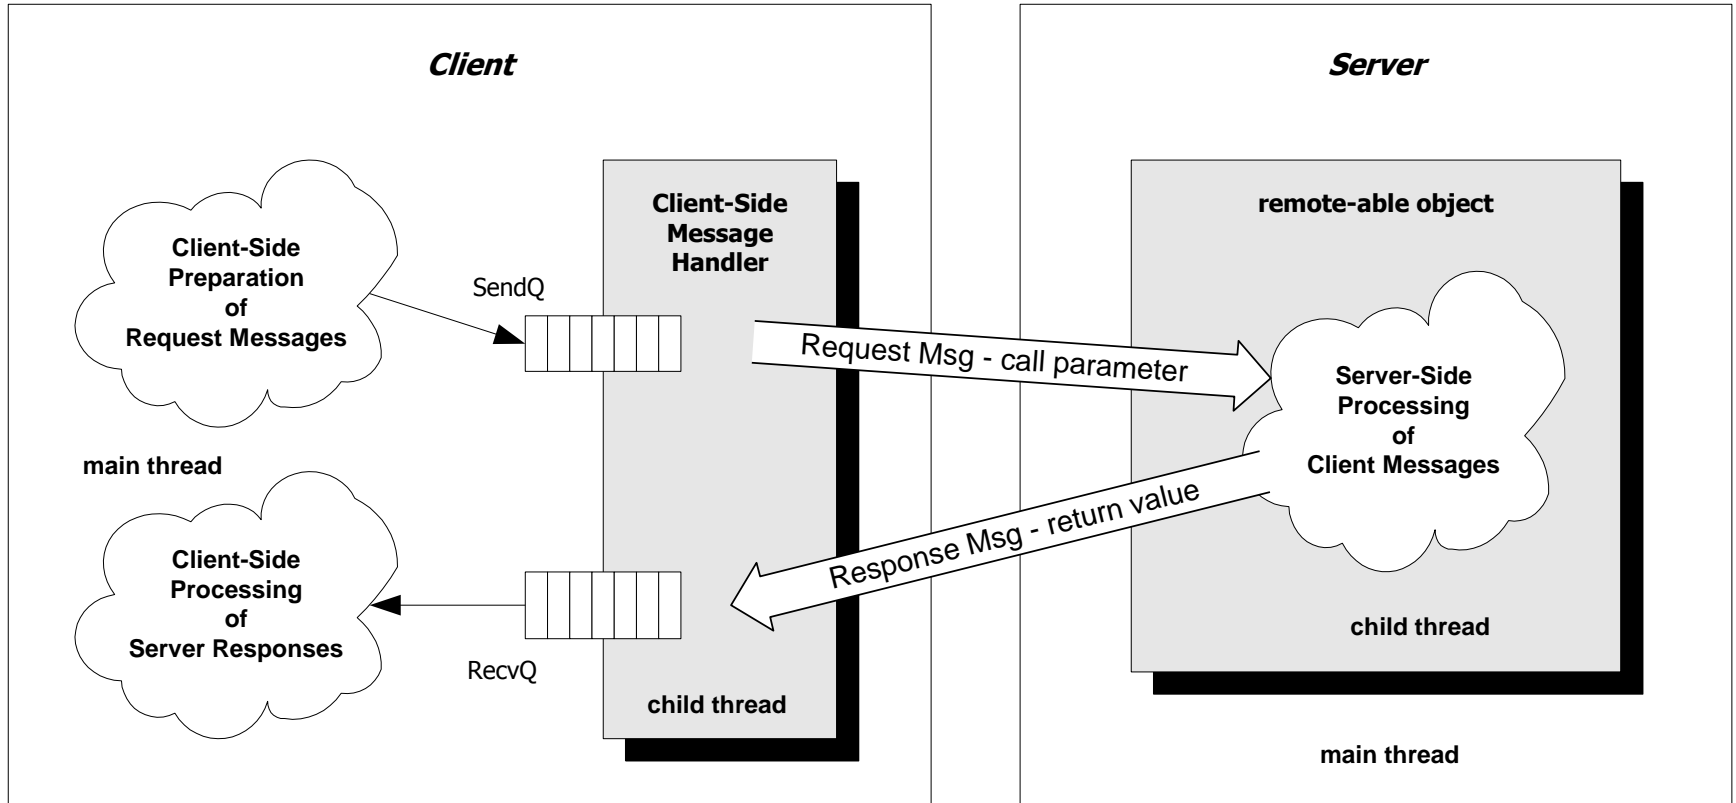 Client
Client-Side
Preparation
of
Request Messages
main thread
Client-Side
Processing
of
Server Responses
SendQ
RecvQ
Client-Side
Message
Handler
child thread
Request Msg - call parameter
Response Msg - return value
Server
remote-able object
Server-Side
Processing
of
Client Messages
child thread
main thread